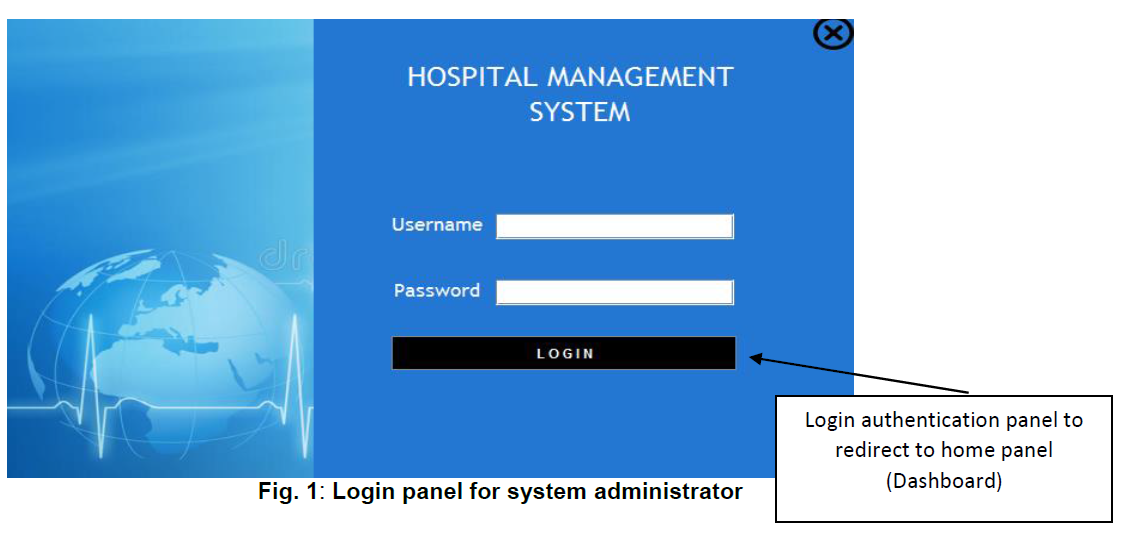 HOSPITAL MANAGEMENT
SYSTEM
Username
Password
LOGIN
Login authentication panel to
redirect to home panel
(Dashboard)
Fig. 1: Login panel for system administrator